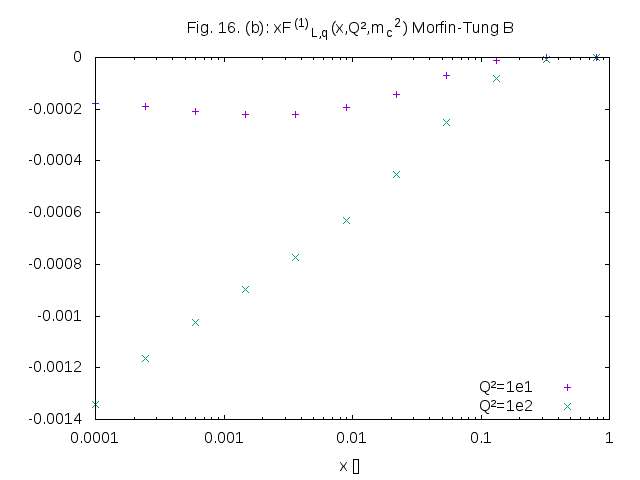 Fig. 16. (b): xF(1)L,q(x,Q²,mc2) Morfin-Tung B
0
-0.0002
-0.0004
-0.0006
-0.0008
-0.001
-0.0012
-0.0014
Q²=1e1
Q²=1e2
0.0001 0.001 0.01 0.1 1
x []